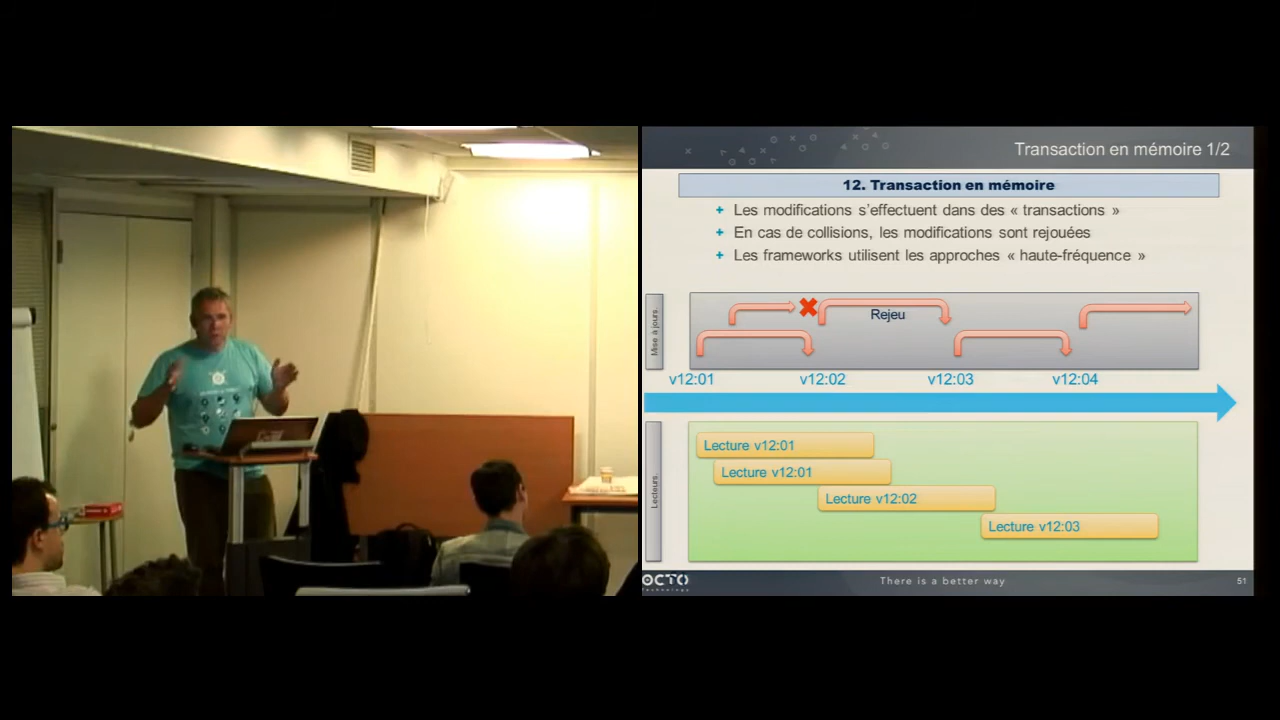 Transaction en mémoire 1/2
12. Transaction en mémoire
+ Les modifications s’effectuent dans des « transactions »
+ En cas de collisions, les modifications sont rejouées
+ Les frameworks utilisent les approches « haute-fréquence »
Mise à jours.
Rejeu
v12:01 v12:02 v12:03 v12:04
Lecteurs.
Lecture v12:01
Lecture v12:01
Lecture v12:02
Lecture v12:03
OCTO
Technology
There is a better way
51